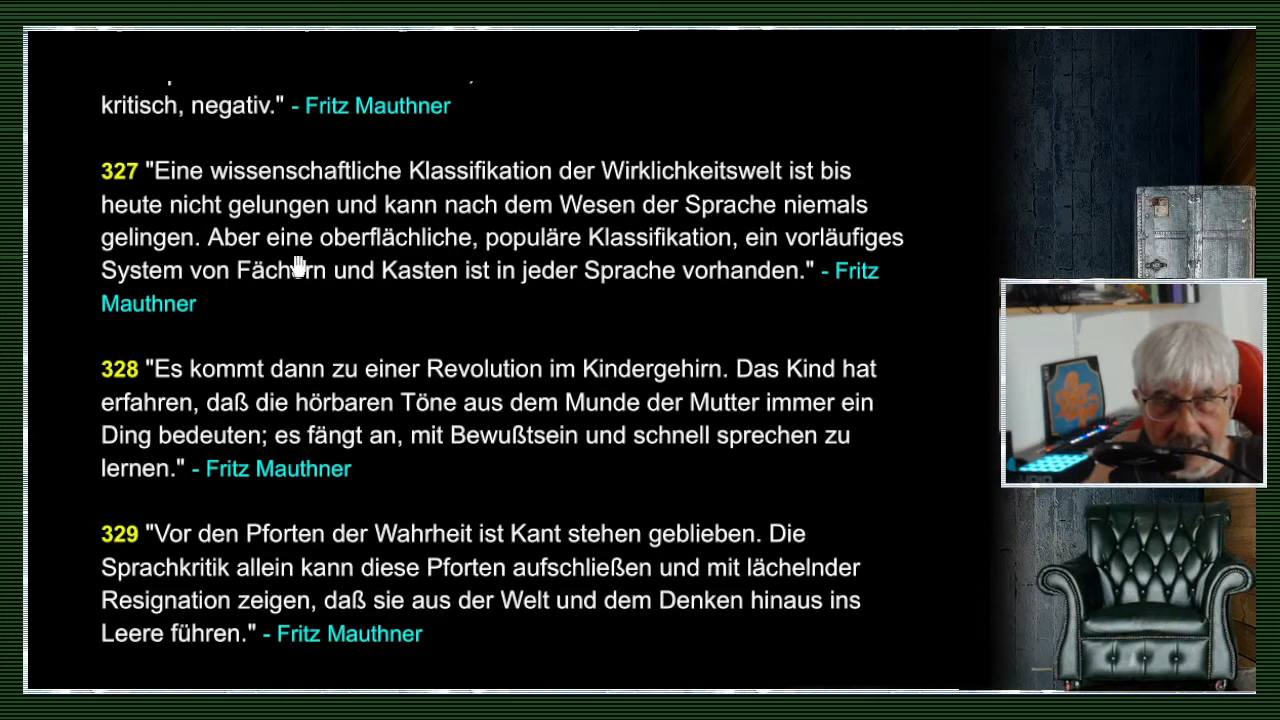 kritisch, negativ." - Fritz Mauthner
327 "Eine wissenschaftliche Klassifikation der Wirklichkeitswelt ist bis
heute nicht gelungen und kann nach dem Wesen der Sprache niemals
gelingen. Aber eine oberflächliche, populäre Klassifikation, ein vorläufiges
System von Fächern und Kasten ist in jeder Sprache vorhanden." - Fritz
Mauthner
328 "Es kommt dann zu einer Revolution im Kindergehirn. Das Kind hat
erfahren, daß die hörbaren Töne aus dem Munde der Mutter immer ein
Ding bedeuten; es fängt an, mit Bewußtsein und schnell sprechen zu
lernen." - Fritz Mauthner
329 "Vor den Pforten der Wahrheit ist Kant stehen geblieben. Die
Sprachkritik allein kann diese Pforten aufschließen und mit lächelnder
Resignation zeigen, daß sie aus der Welt und dem Denken hinaus ins
Leere führen." - Fritz Mauthner